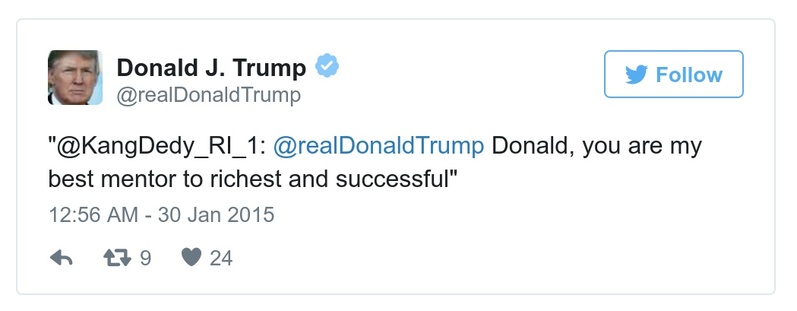 Donald J. Trump
@realDonaldTrump
Follow
"@KangDedy_RI_1: @realDonaldTrump Donald, you are my
best mentor to richest and successful"
12:56 AM - 30 Jan 2015
9
24